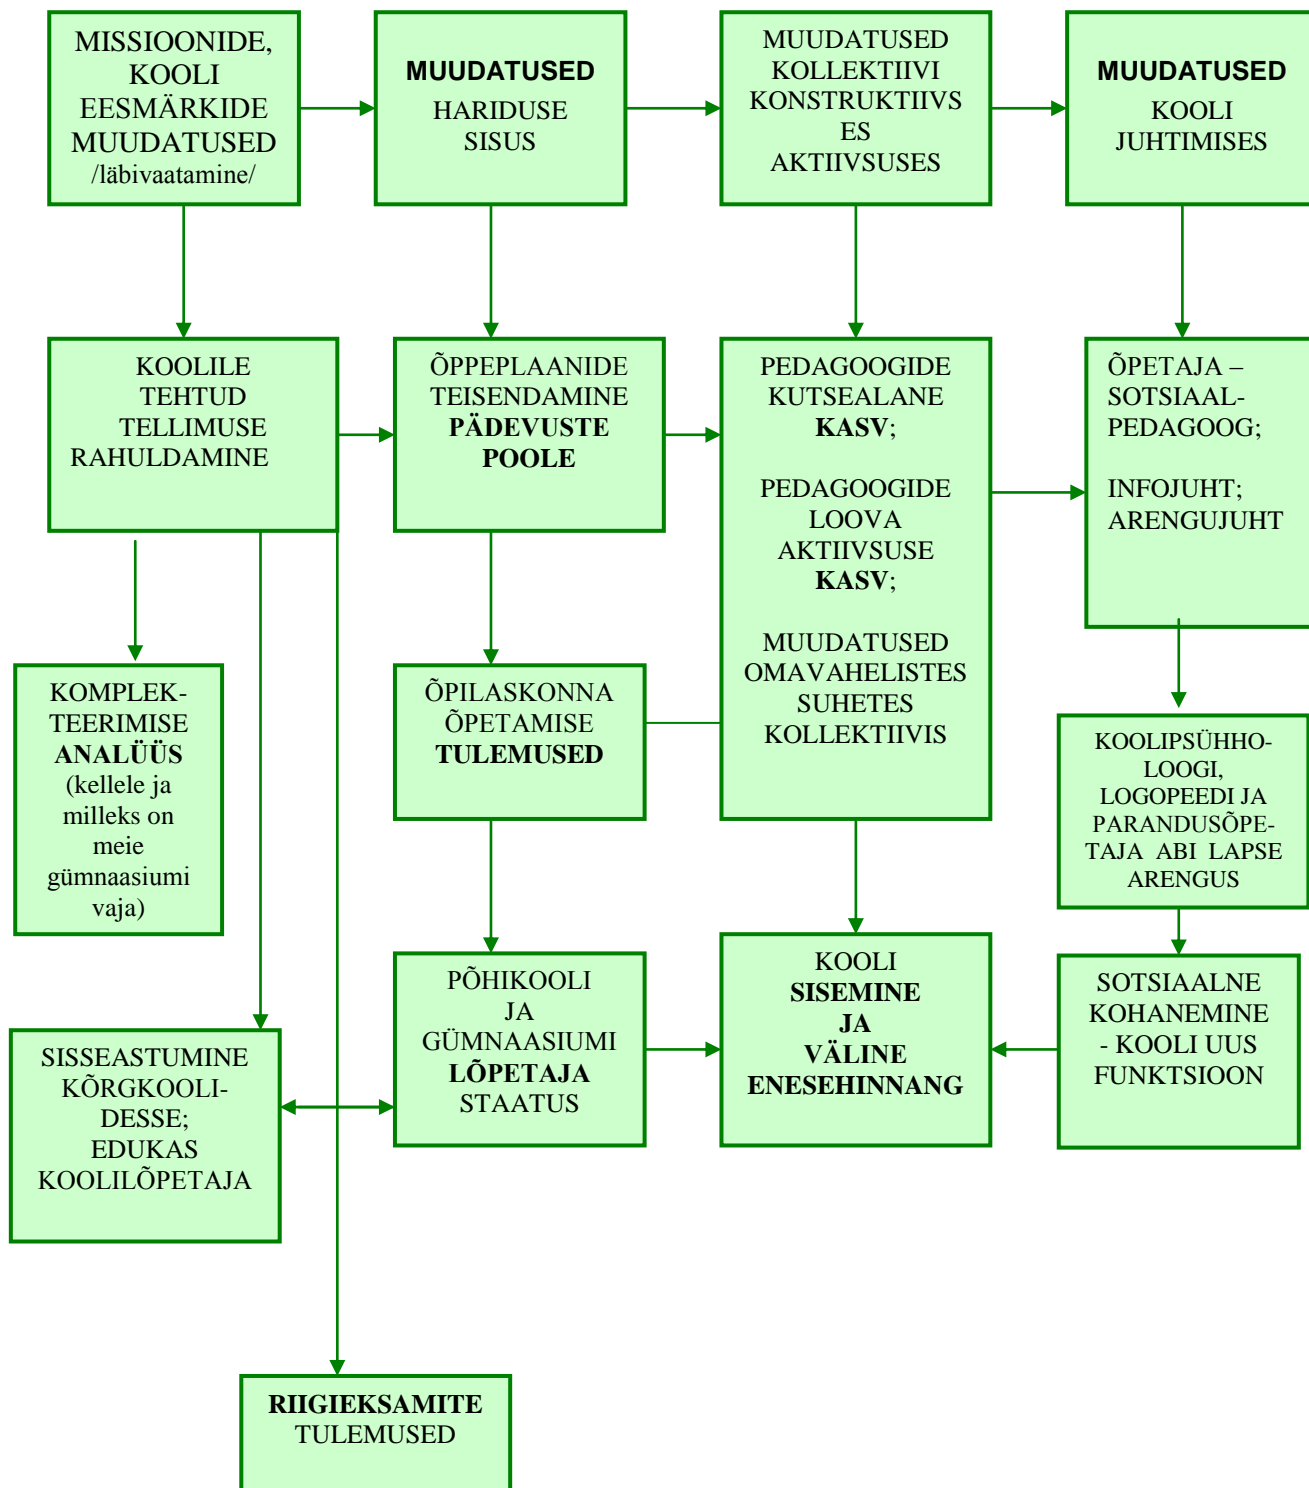 MISSIOONIDE,
KOOLI
EESMÄRKIDE
MUUDATUSED
/läbivaatamine/
MUUDATUSED
HARIDUSE
SISUS
MUUDATUSED
KOLLEKTIIVI
KONSTRUKTIIVS
ES
AKTIIVSUSES
MUUDATUSED
KOOLI
JUHTIMISES
KOOLILE
TEHTUD
TELLIMUSE
RAHULDAMINE
ÕPPEPLAANIDE
TEISENDAMINE
PÄDEVUSTE
POOLE
PEDAGOOGIDE
KUTSEALANE
KASV;
PEDAGOOGIDE
LOOVA
AKTIIVSUSE
KASV;
MUUDATUSED
OMAVAHELISTES
SUHETES
KOLLEKTIIVIS
ÕPETAJA –
SOTSIAAL-
PEDAGOOG;
INFOJUHT;
ARENGUJUHT
KOMPLEK-
TEERIMISE
ANALÜÜS
(kellele ja
milleks on
meie
gümnaasiumi
vaja)
ÕPILASKONNA
ÕPETAMISE
TULEMUSED
KOOLIPSÜHHO-
LOOGI,
LOGOPEEDI JA
PARANDUSÕPE-
TAJA ABI LAPSE
ARENGUS
SISSEASTUMINE
KÕRGKOOLI-
DESSE;
EDUKAS
KOOLILÕPETAJA
PÕHIKOOLI
JA
GÜMNAASIUMI
LÕPETAJA
STAATUS
KOOLI
SISEMINE
JA
VÄLINE
ENESEHINNANG
SOTSIAALNE
KOHANEMINE
- KOOLI UUS
FUNKTSIOON
RIIGIEKSAMITE
TULEMUSED